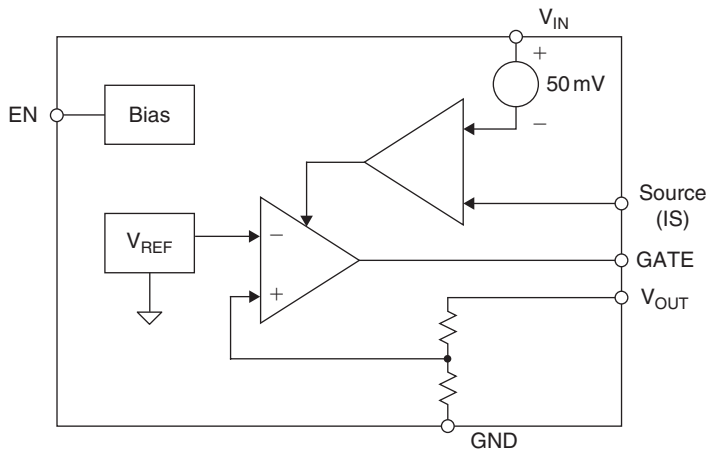 V_IN
+
50 mV
−
EN
Bias
Source
(IS)
V_REF
−
GATE
+
V_OUT
GND